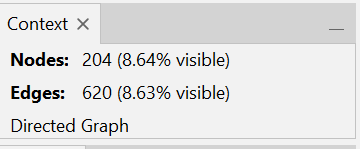 Context
Nodes: 204 (8.64% visible)
Edges: 620 (8.63% visible)
Directed Graph